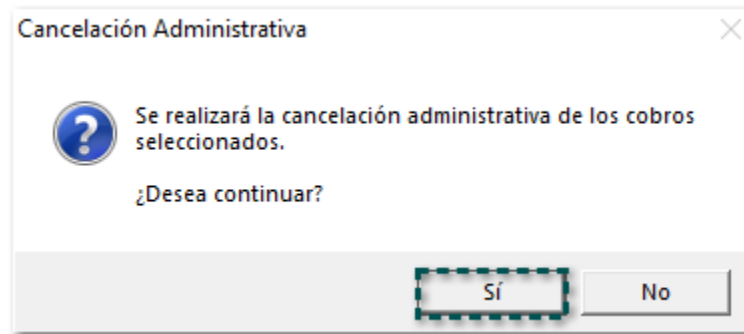 Cancelación Administrativa
Se realizará la cancelación administrativa de los cobros
seleccionados.
¿Desea continuar?
Sí
No